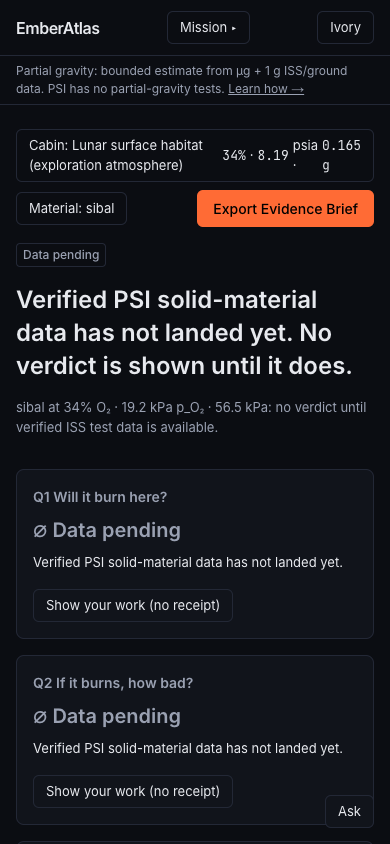 EmberAtlas
Mission ▸
Ivory
Partial gravity: bounded estimate from µg + 1 g ISS/ground
data. PSI has no partial-gravity tests. Learn how →
Cabin: Lunar surface habitat
(exploration atmosphere)
34% · 8.19 psia · 0.165 g
Material: sibal
Export Evidence Brief
Data pending
Verified PSI solid-material
data has not landed yet. No
verdict is shown until it does.
sibal at 34% O₂ · 19.2 kPa p_O₂ · 56.5 kPa: no verdict until
verified ISS test data is available.
Q1 Will it burn here?
∅ Data pending
Verified PSI solid-material data has not landed yet.
Show your work (no receipt)
Q2 If it burns, how bad?
∅ Data pending
Verified PSI solid-material data has not landed yet.
Show your work (no receipt)
Ask